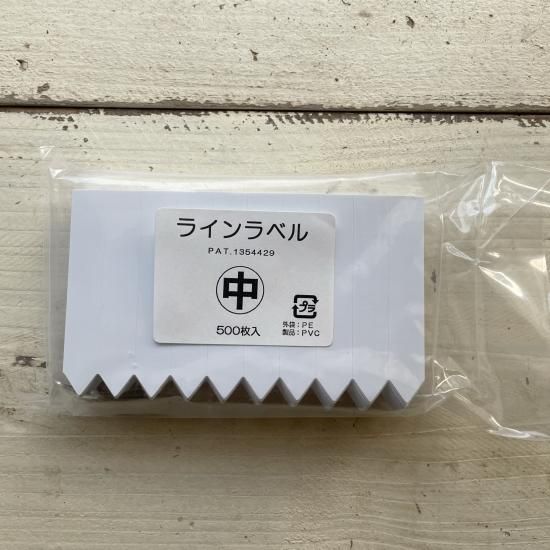 ラインラベル
PAT.1354429
中
500枚入
プラ
外袋:PE
製品:PVC